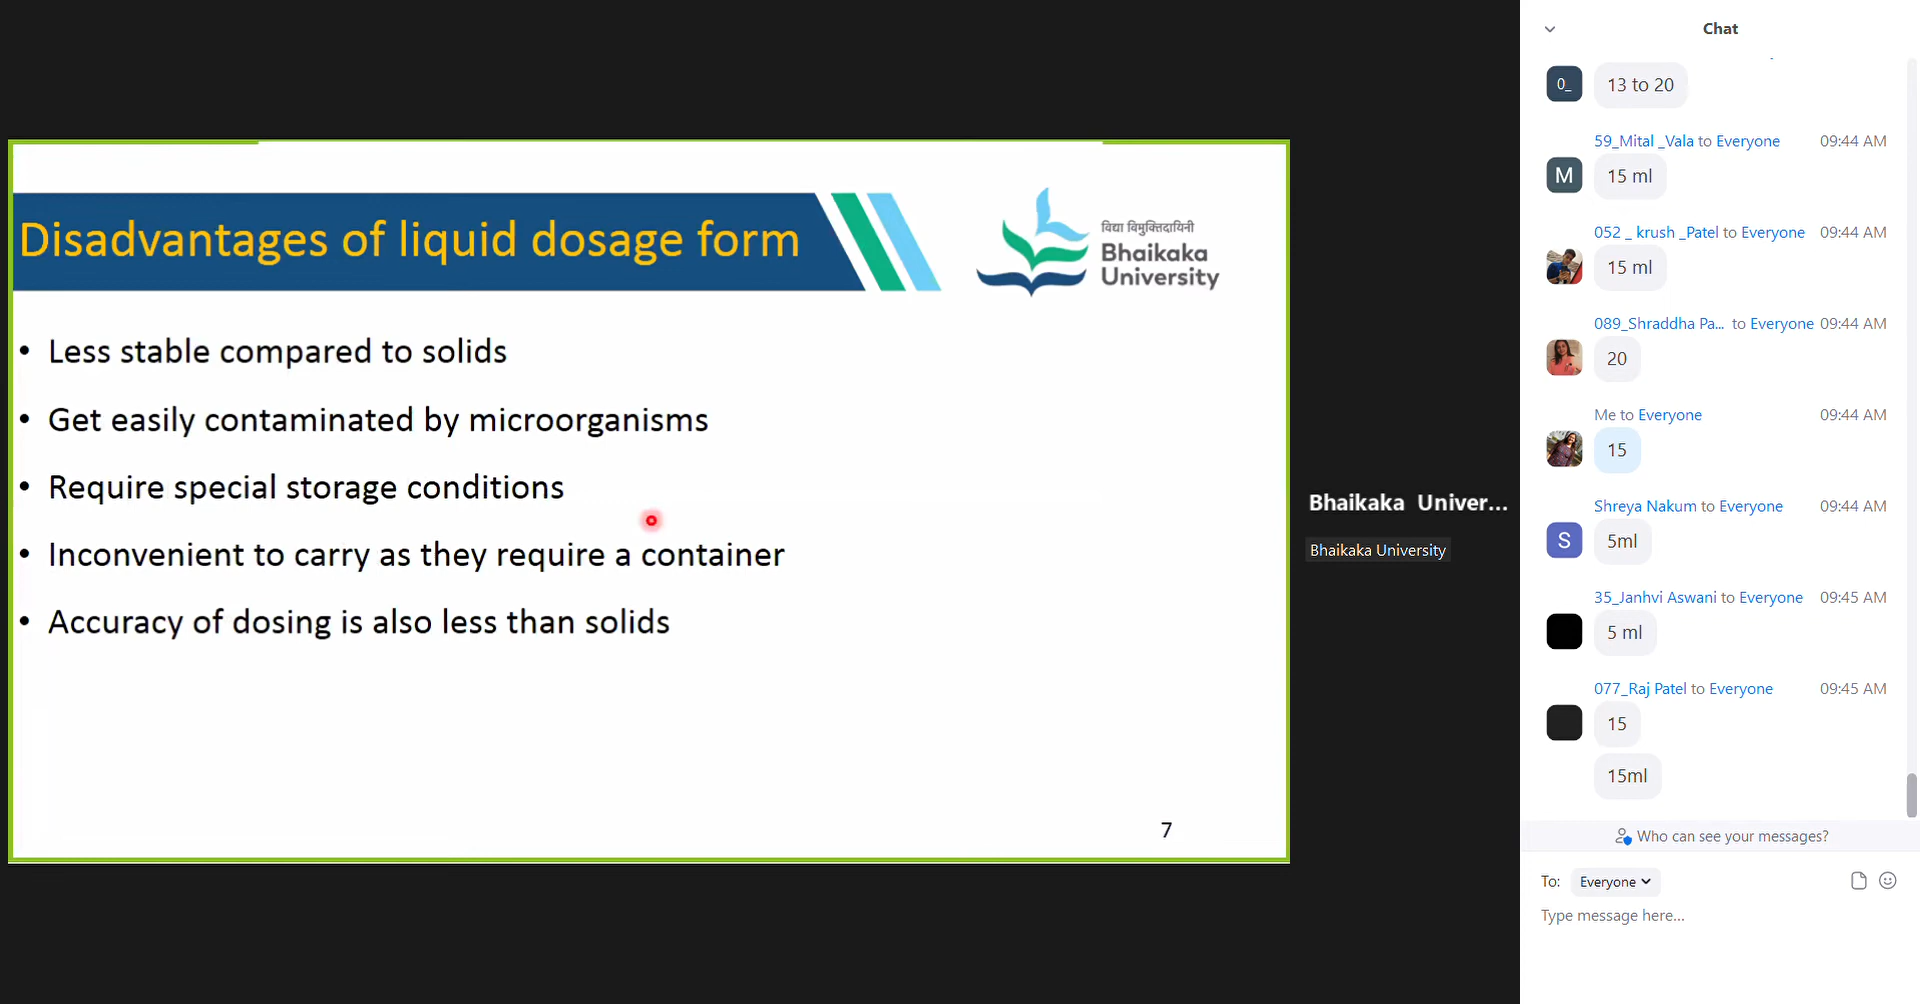 Disadvantages of liquid dosage form
विद्या विमुक्तिदायिनी
Bhaikaka
University
• Less stable compared to solids
• Get easily contaminated by microorganisms
• Require special storage conditions
• Inconvenient to carry as they require a container
• Accuracy of dosing is also less than solids
7
Bhaikaka Univer...
Bhaikaka University
Chat
0_
13 to 20
59_Mital _Vala to Everyone 09:44 AM
M
15 ml
052 _ krush _Patel to Everyone 09:44 AM
15 ml
089_Shraddha Pa... to Everyone 09:44 AM
20
Me to Everyone 09:44 AM
15
Shreya Nakum to Everyone 09:44 AM
S
5ml
35_Janhvi Aswani to Everyone 09:45 AM
5 ml
077_Raj Patel to Everyone 09:45 AM
15
15ml
Who can see your messages?
To: Everyone
Type message here...